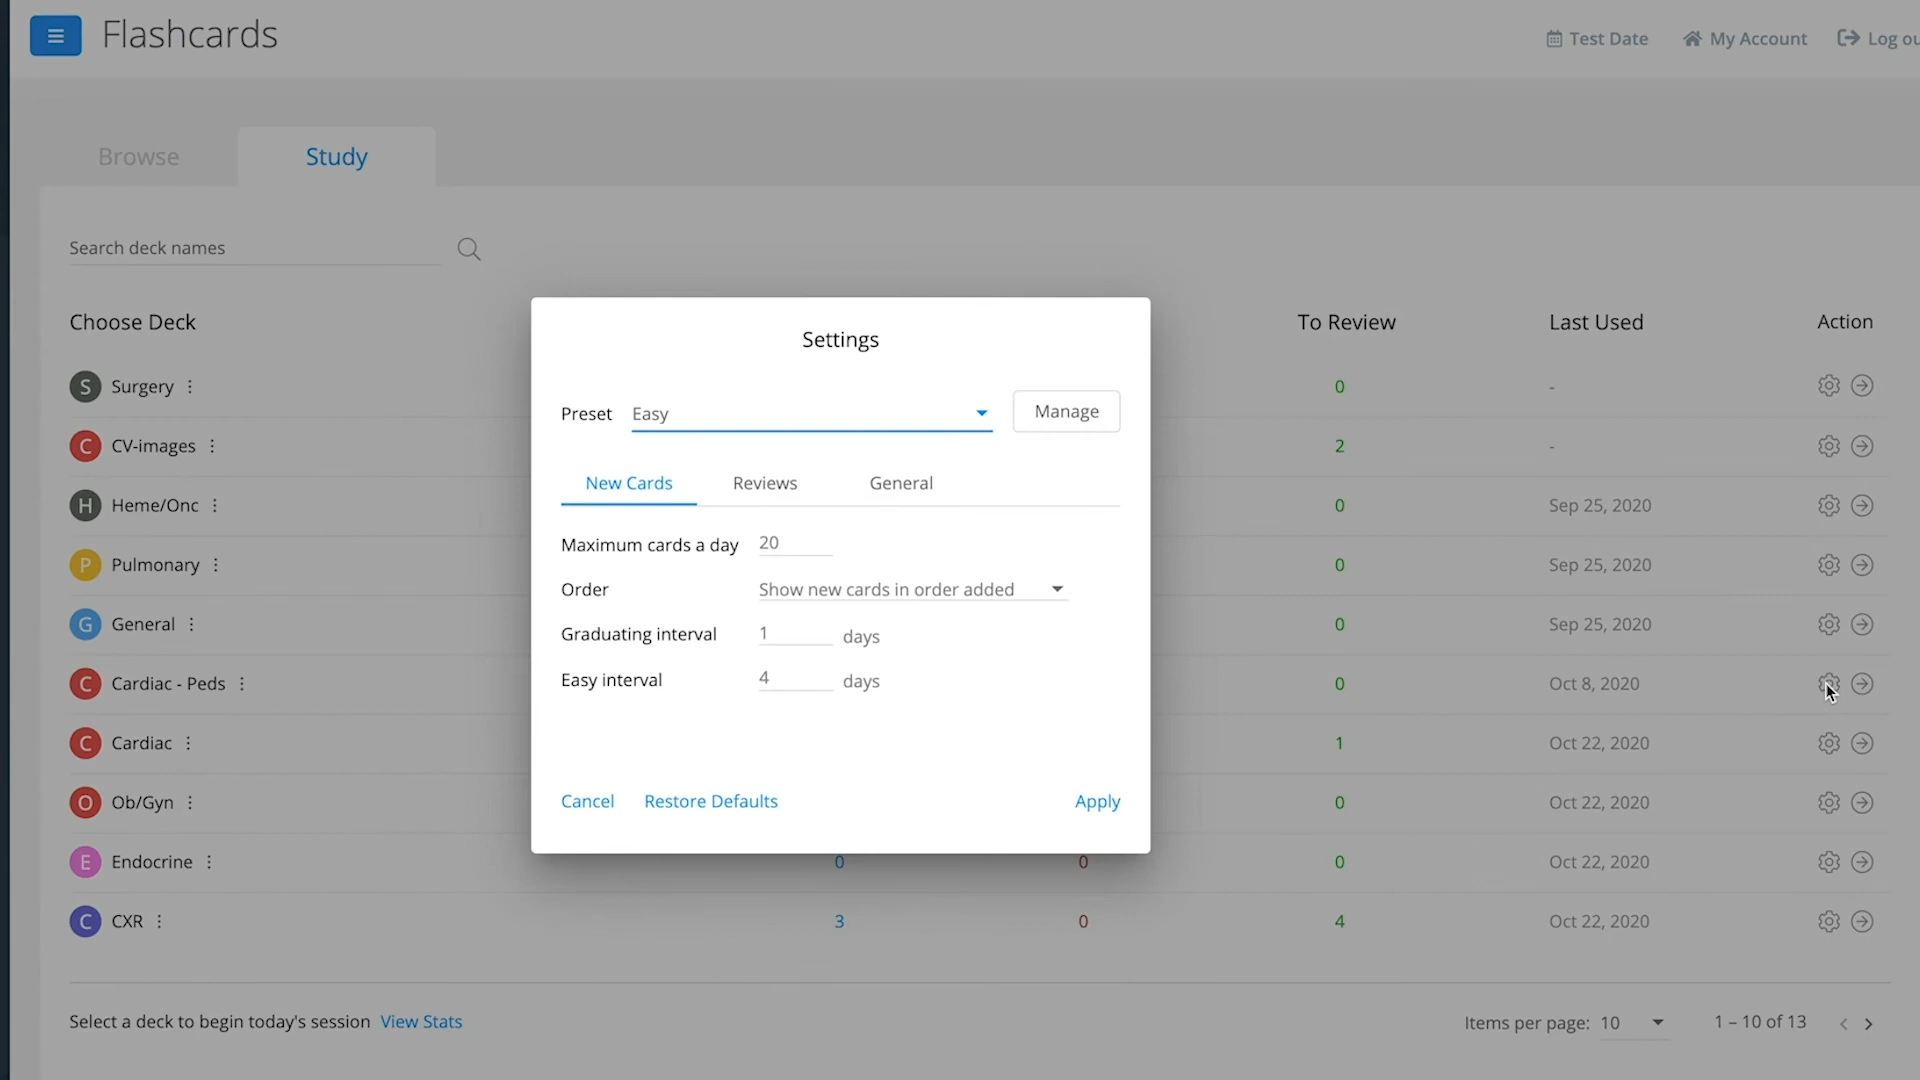 Flashcards
Test Date My Account Log ou
Browse Study
Search deck names
Choose Deck To Review Last Used Action
S Surgery 0 -
C CV-images 2 -
H Heme/Onc 0 Sep 25, 2020
P Pulmonary 0 Sep 25, 2020
G General 0 Sep 25, 2020
C Cardiac - Peds 0 Oct 8, 2020
C Cardiac 1 Oct 22, 2020
O Ob/Gyn 0 Oct 22, 2020
E Endocrine 0 0 0 Oct 22, 2020
C CXR 3 0 4 Oct 22, 2020
Select a deck to begin today's session View Stats
Items per page: 10 1 – 10 of 13
Settings
Preset Easy Manage
New Cards Reviews General
Maximum cards a day 20
Order Show new cards in order added
Graduating interval 1 days
Easy interval 4 days
Cancel Restore Defaults Apply